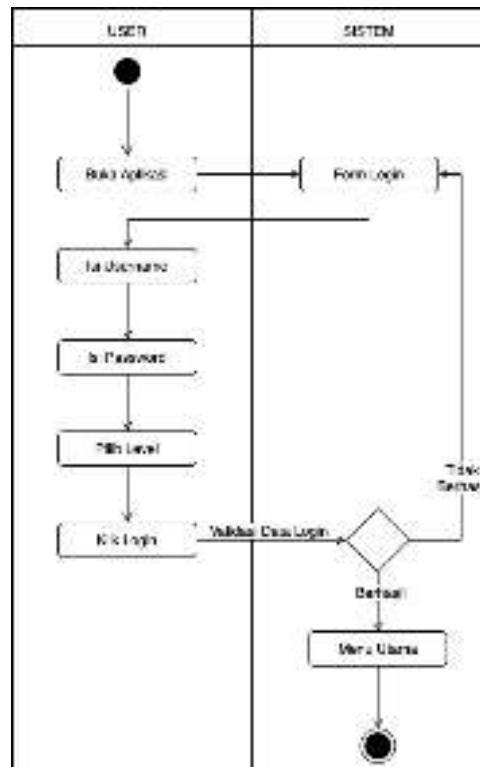 USER
SISTEM
Buka Aplikasi
Form Login
Isi Username
Isi Password
Pilih Level
Klik Login
Validasi Data Login
Tidak
Berhasil
Berhasil
Menu Utama